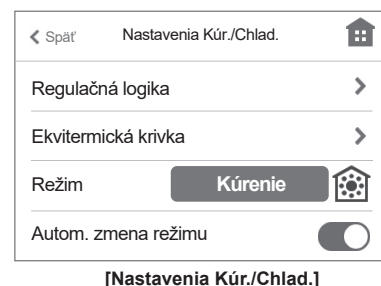 Späť Nastavenia Kúr./Chlad.
Regulačná logika
Ekvitermická krivka
Režim Kúrenie
Autom. zmena režimu
[Nastavenia Kúr./Chlad.]